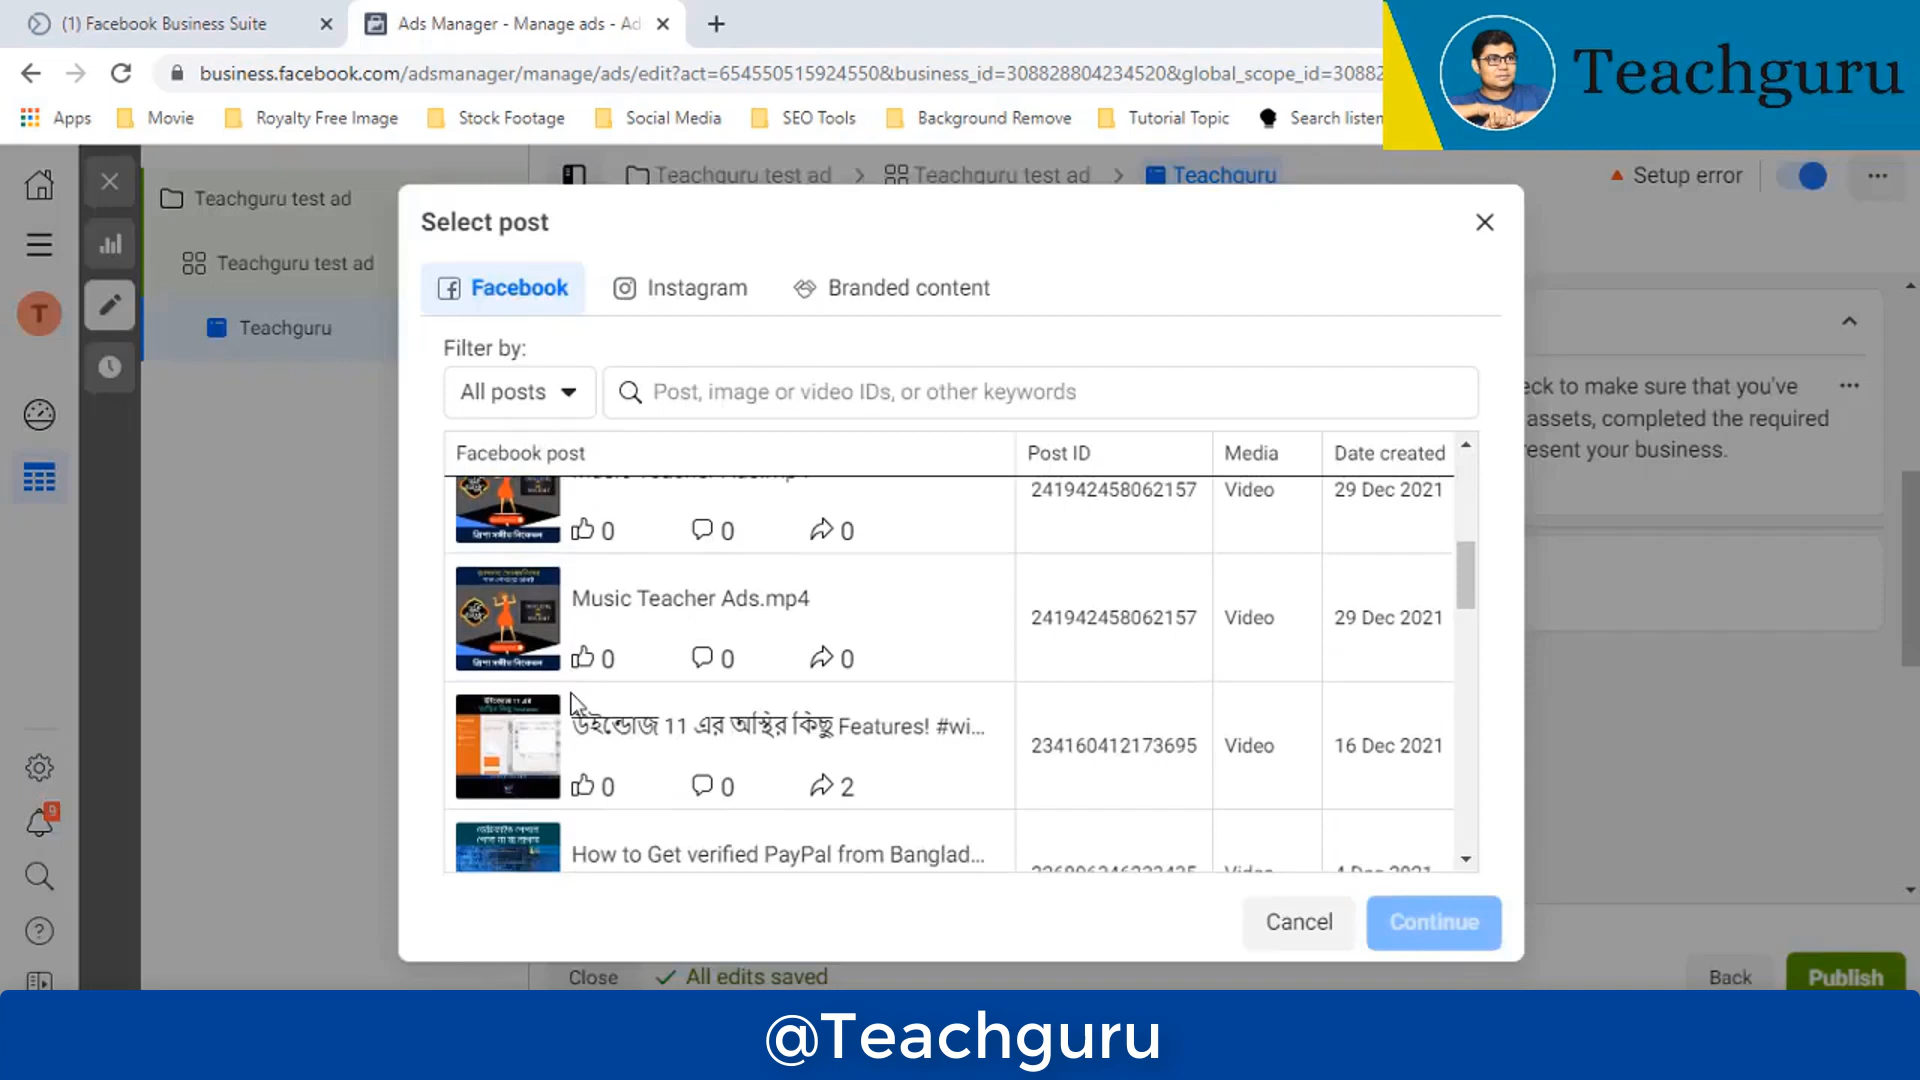 (1) Facebook Business Suite
Ads Manager - Manage ads - Ad
business.facebook.com/adsmanager/manage/ads/edit?act=654550515924550&business_id=308828804234520&global_scope_id=30882
Teachguru
Apps
Movie
Royalty Free Image
Stock Footage
Social Media
SEO Tools
Background Remove
Tutorial Topic
Search listen
Teachguru test ad
Teachguru test ad
Teachguru test ad
Teachguru
Setup error
T
Teachguru test ad
Teachguru
Select post
Facebook
Instagram
Branded content
Filter by:
All posts
Post, image or video IDs, or other keywords
eck to make sure that you've
assets, completed the required
esent your business.
Facebook post
Post ID
Media
Date created
241942458062157
Video
29 Dec 2021
0
0
0
Music Teacher Ads.mp4
241942458062157
Video
29 Dec 2021
0
0
0
উইন্ডোজ 11 এর অস্থির কিছু Features! #wi...
234160412173695
Video
16 Dec 2021
0
0
2
How to Get verified PayPal from Banglad...
Video
9
Cancel
Continue
Close
All edits saved
Back
Publish
@Teachguru